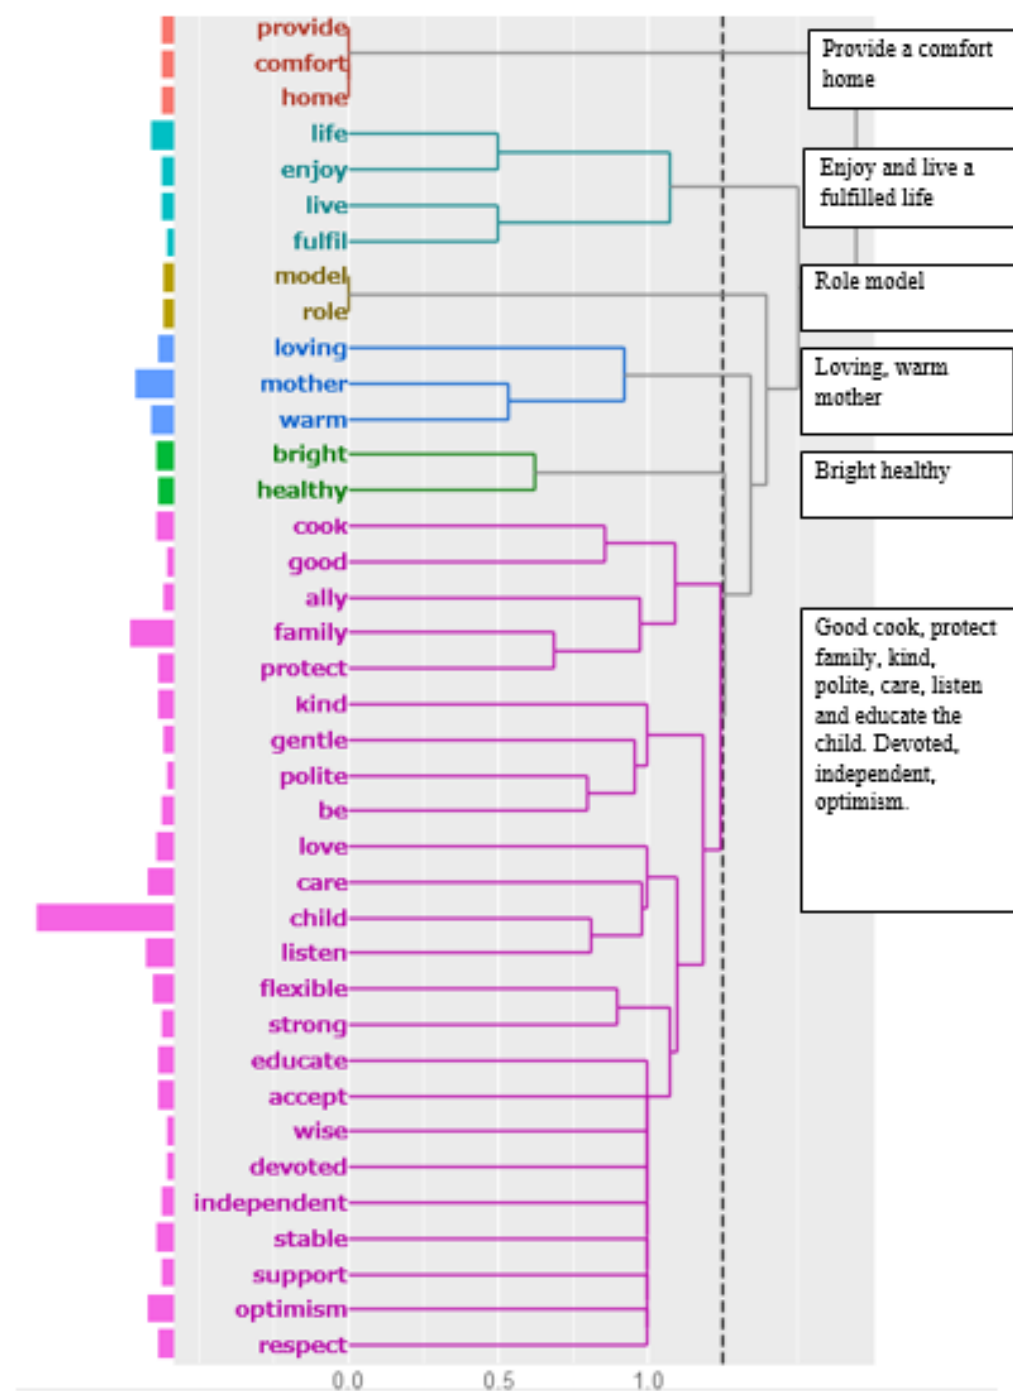 provide
comfort
home
life
enjoy
live
fulfil
model
role
loving
mother
warm
bright
healthy
cook
good
ally
family
protect
kind
gentle
polite
be
love
care
child
listen
flexible
strong
educate
accept
wise
devoted
independent
stable
support
optimism
respect
0.0 0.5 1.0
Provide a comfort
home
Enjoy and live a
fulfilled life
Role model
Loving, warm
mother
Bright healthy
Good cook, protect
family, kind,
polite, care, listen
and educate the
child. Devoted,
independent,
optimism.